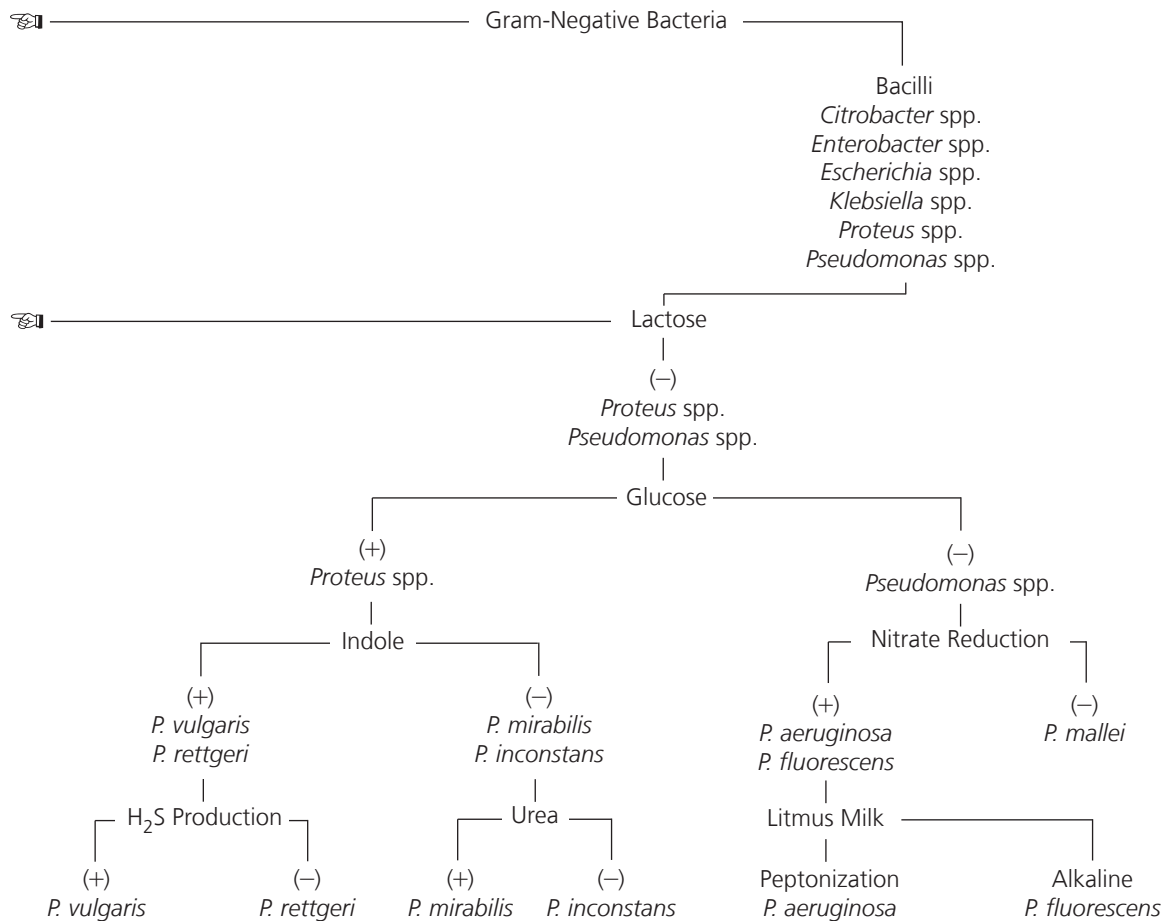 Gram-Negative Bacteria
Bacilli
Citrobacter spp.
Enterobacter spp.
Escherichia spp.
Klebsiella spp.
Proteus spp.
Pseudomonas spp.
Lactose
(–)
Proteus spp.
Pseudomonas spp.
Glucose
(+)
Proteus spp.
(–)
Pseudomonas spp.
Indole
Nitrate Reduction
(+)
P. vulgaris
P. rettgeri
(–)
P. mirabilis
P. inconstans
(+)
P. aeruginosa
P. fluorescens
(–)
P. mallei
H₂S Production
Urea
Litmus Milk
(+)
P. vulgaris
(–)
P. rettgeri
(+)
P. mirabilis
(–)
P. inconstans
Peptonization
P. aeruginosa
Alkaline
P. fluorescens